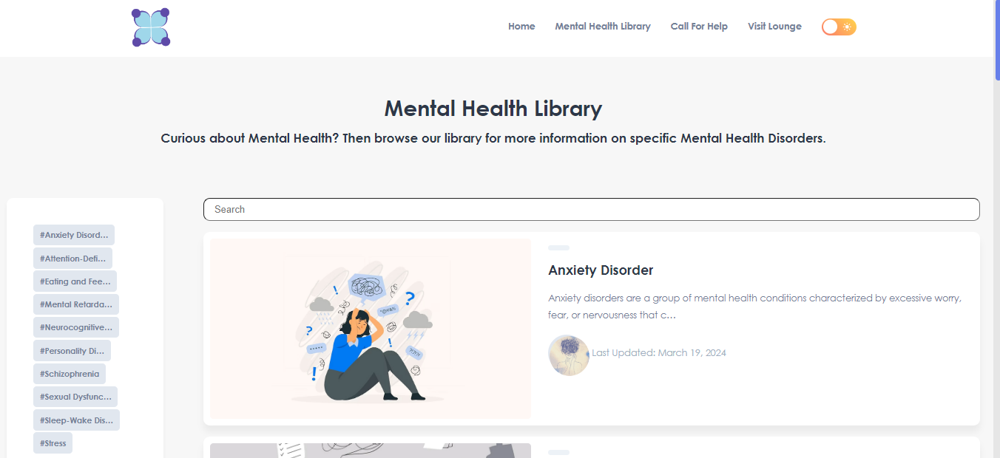 Home
Mental Health Library
Call For Help
Visit Lounge
Mental Health Library
Curious about Mental Health? Then browse our library for more information on specific Mental Health Disorders.
#Anxiety Disord...
#Attention-Defi...
#Eating and Fee...
#Mental Retarda...
#Neurocognitive...
#Personality Di...
#Schizophrenia
#Sexual Dysfunc...
#Sleep-Wake Dis...
#Stress
Search
Anxiety Disorder
Anxiety disorders are a group of mental health conditions characterized by excessive worry,
fear, or nervousness that c...
Last Updated: March 19, 2024